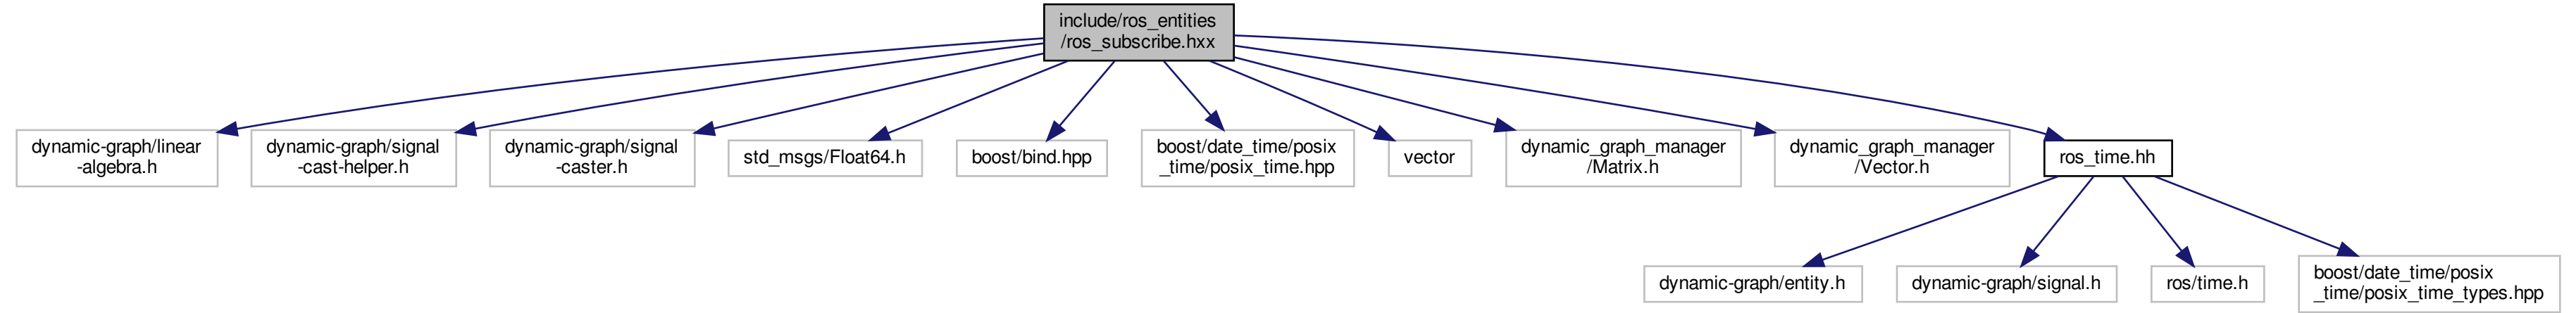 include/ros_entities
/ros_subscribe.hxx
dynamic-graph/linear
-algebra.h
dynamic-graph/signal
-cast-helper.h
dynamic-graph/signal
-caster.h
std_msgs/Float64.h
boost/bind.hpp
boost/date_time/posix
_time/posix_time.hpp
vector
dynamic_graph_manager
/Matrix.h
dynamic_graph_manager
/Vector.h
ros_time.hh
dynamic-graph/entity.h
dynamic-graph/signal.h
ros/time.h
boost/date_time/posix
_time/posix_time_types.hpp